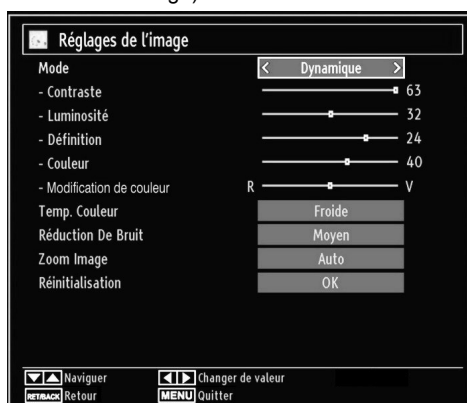 Réglages de l'image
Mode < Dynamique >
- Contraste 63
- Luminosité 32
- Définition 24
- Couleur 40
- Modification de couleur R V
Temp. Couleur Froide
Réduction De Bruit Moyen
Zoom Image Auto
Réinitialisation OK
Naviguer Changer de valeur
RET/BACK Retour MENU Quitter